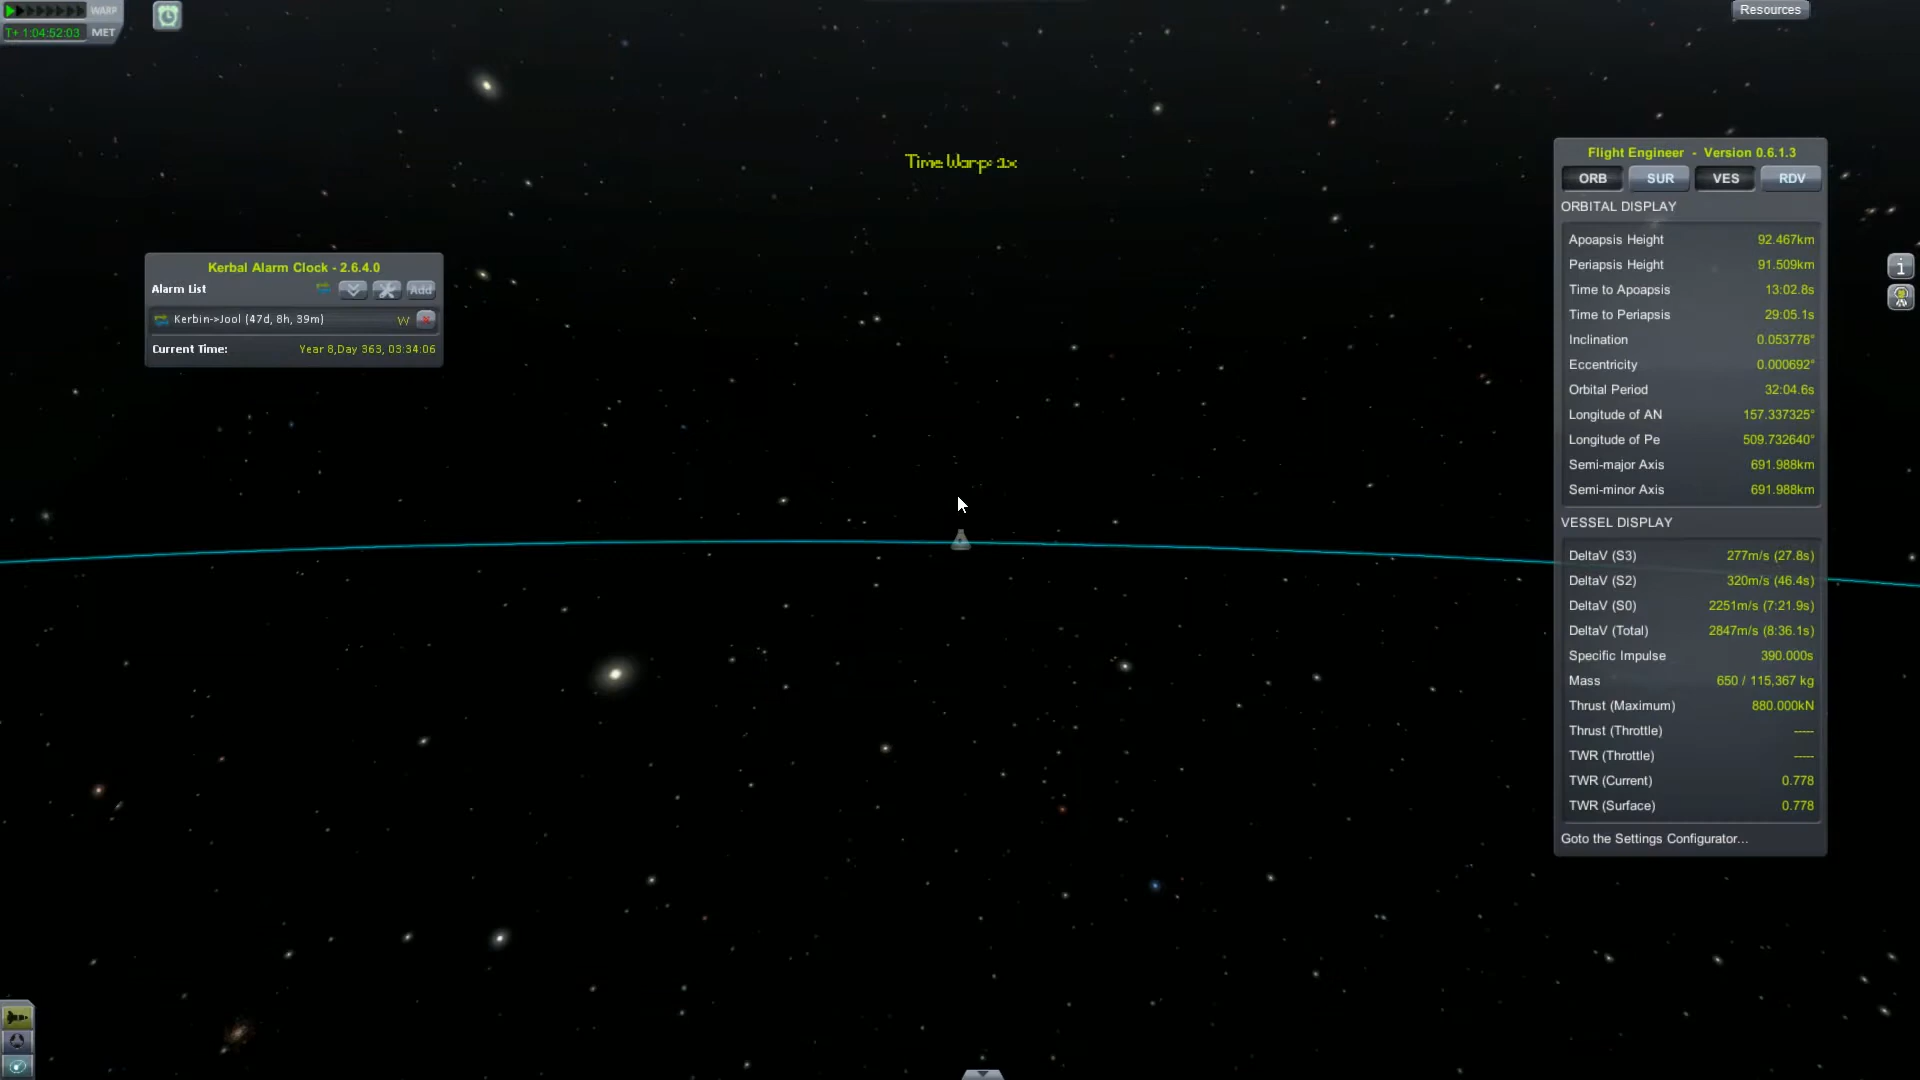 WARP
T+ 1:04:52:03 MET
Resources
Time Warp: 1x
Kerbal Alarm Clock - 2.6.4.0
Alarm List Add
Kerbin->Jool (47d, 8h, 39m) W
Current Time: Year 8,Day 363, 03:34:06
Flight Engineer - Version 0.6.1.3
ORB SUR VES RDV
ORBITAL DISPLAY
Apoapsis Height 92.467km
Periapsis Height 91.509km
Time to Apoapsis 13:02.8s
Time to Periapsis 29:05.1s
Inclination 0.053778°
Eccentricity 0.000692°
Orbital Period 32:04.6s
Longitude of AN 157.337325°
Longitude of Pe 509.732640°
Semi-major Axis 691.988km
Semi-minor Axis 691.988km
VESSEL DISPLAY
DeltaV (S3) 277m/s (27.8s)
DeltaV (S2) 320m/s (46.4s)
DeltaV (S0) 2251m/s (7:21.9s)
DeltaV (Total) 2847m/s (8:36.1s)
Specific Impulse 390.000s
Mass 650 / 115,367 kg
Thrust (Maximum) 880.000kN
Thrust (Throttle) -----
TWR (Throttle) -----
TWR (Current) 0.778
TWR (Surface) 0.778
Goto the Settings Configurator...